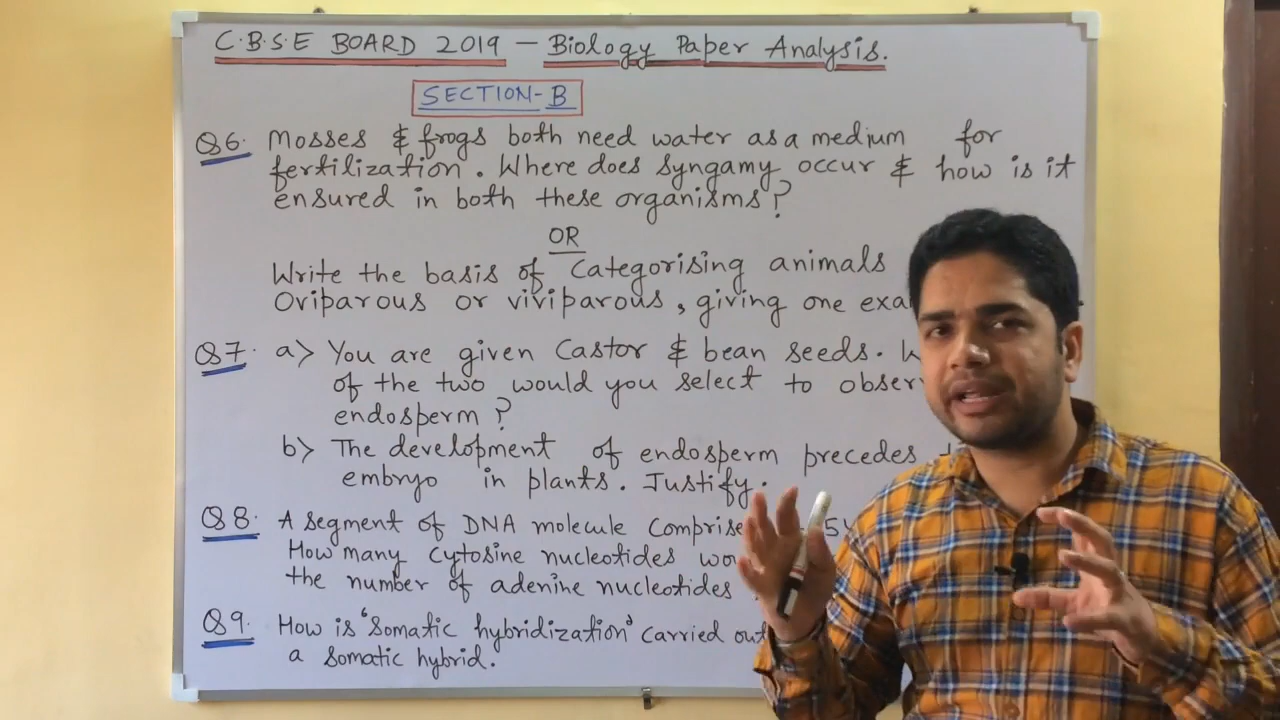 C.B.S.E BOARD 2019 - Biology Paper Analysis.
SECTION-B
Q6. Mosses & frogs both need water as a medium for
fertilization. Where does syngamy occur & how is it
ensured in both these organisms?
OR
Write the basis of categorising animals
Oviparous or viviparous, giving one
Q7. a> You are given Castor & bean seeds.
of the two would you select to
endosperm?
b> The development of endosperm precedes
embryo in plants. Justify.
Q8. A segment of DNA molecule comprise
How many cytosine nucleotides
the number of adenine nucleotides
Q9. How is 'Somatic hybridization' carried out
a somatic hybrid.